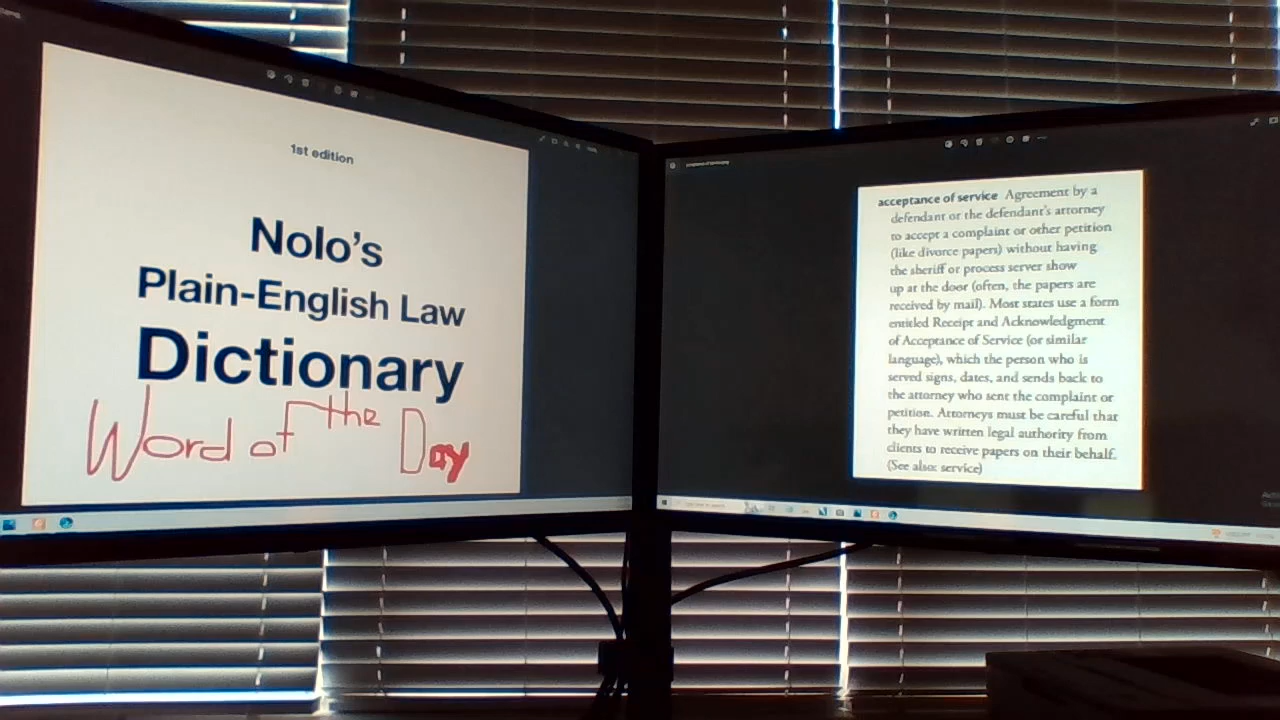 1st edition
Nolo's
Plain-English Law
Dictionary
Word of the Day
acceptance of service Agreement by a
defendant or the defendant's attorney
to accept a complaint or other petition
(like divorce papers) without having
the sheriff or process server show
up at the door (often, the papers are
received by mail). Most states use a form
entitled Receipt and Acknowledgment
of Acceptance of Service (or similar
language), which the person who is
served signs, dates, and sends back to
the attorney who sent the complaint or
petition. Attorneys must be careful that
they have written legal authority from
clients to receive papers on their behalf.
(See also: service)